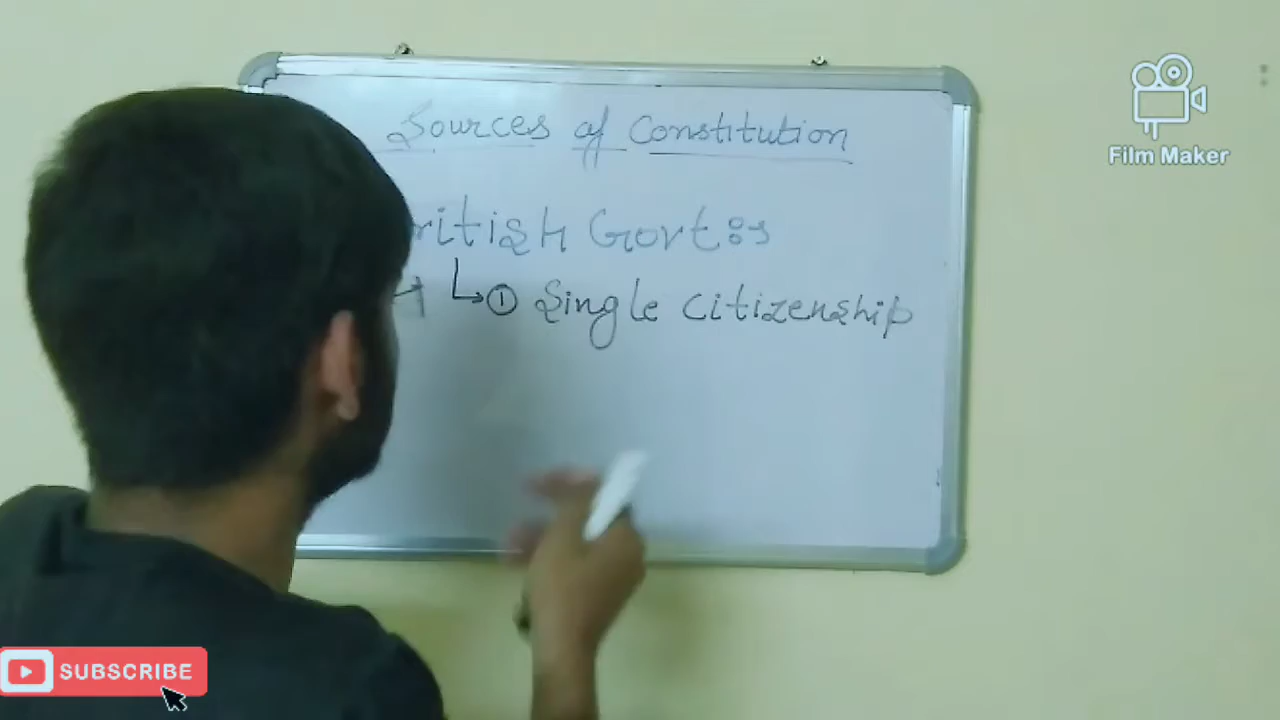 Sources of Constitution
ritish Govt:-
① Single Citizenship
Film Maker
SUBSCRIBE